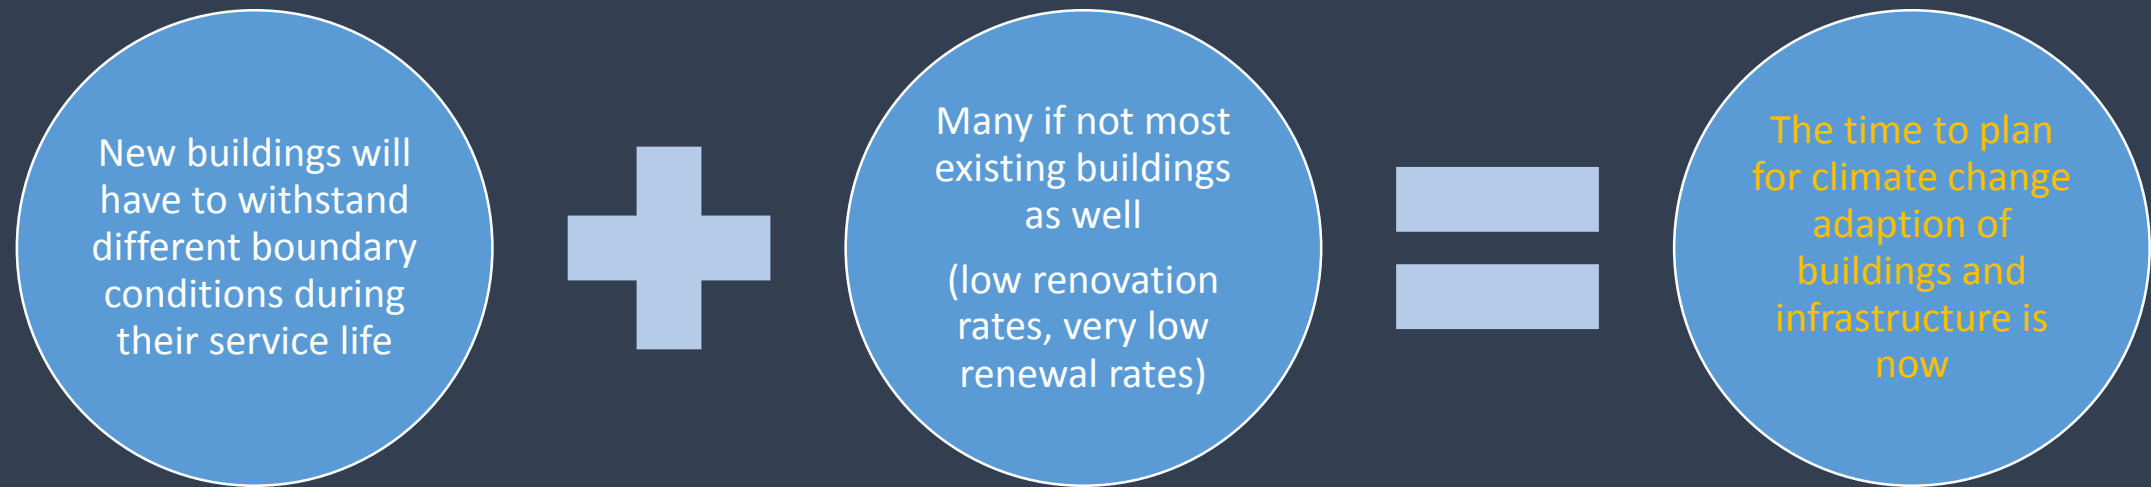 New buildings will
have to withstand
different boundary
conditions during
their service life
Many if not most
existing buildings
as well
(low renovation
rates, very low
renewal rates)
The time to plan
for climate change
adaption of
buildings and
infrastructure is
now